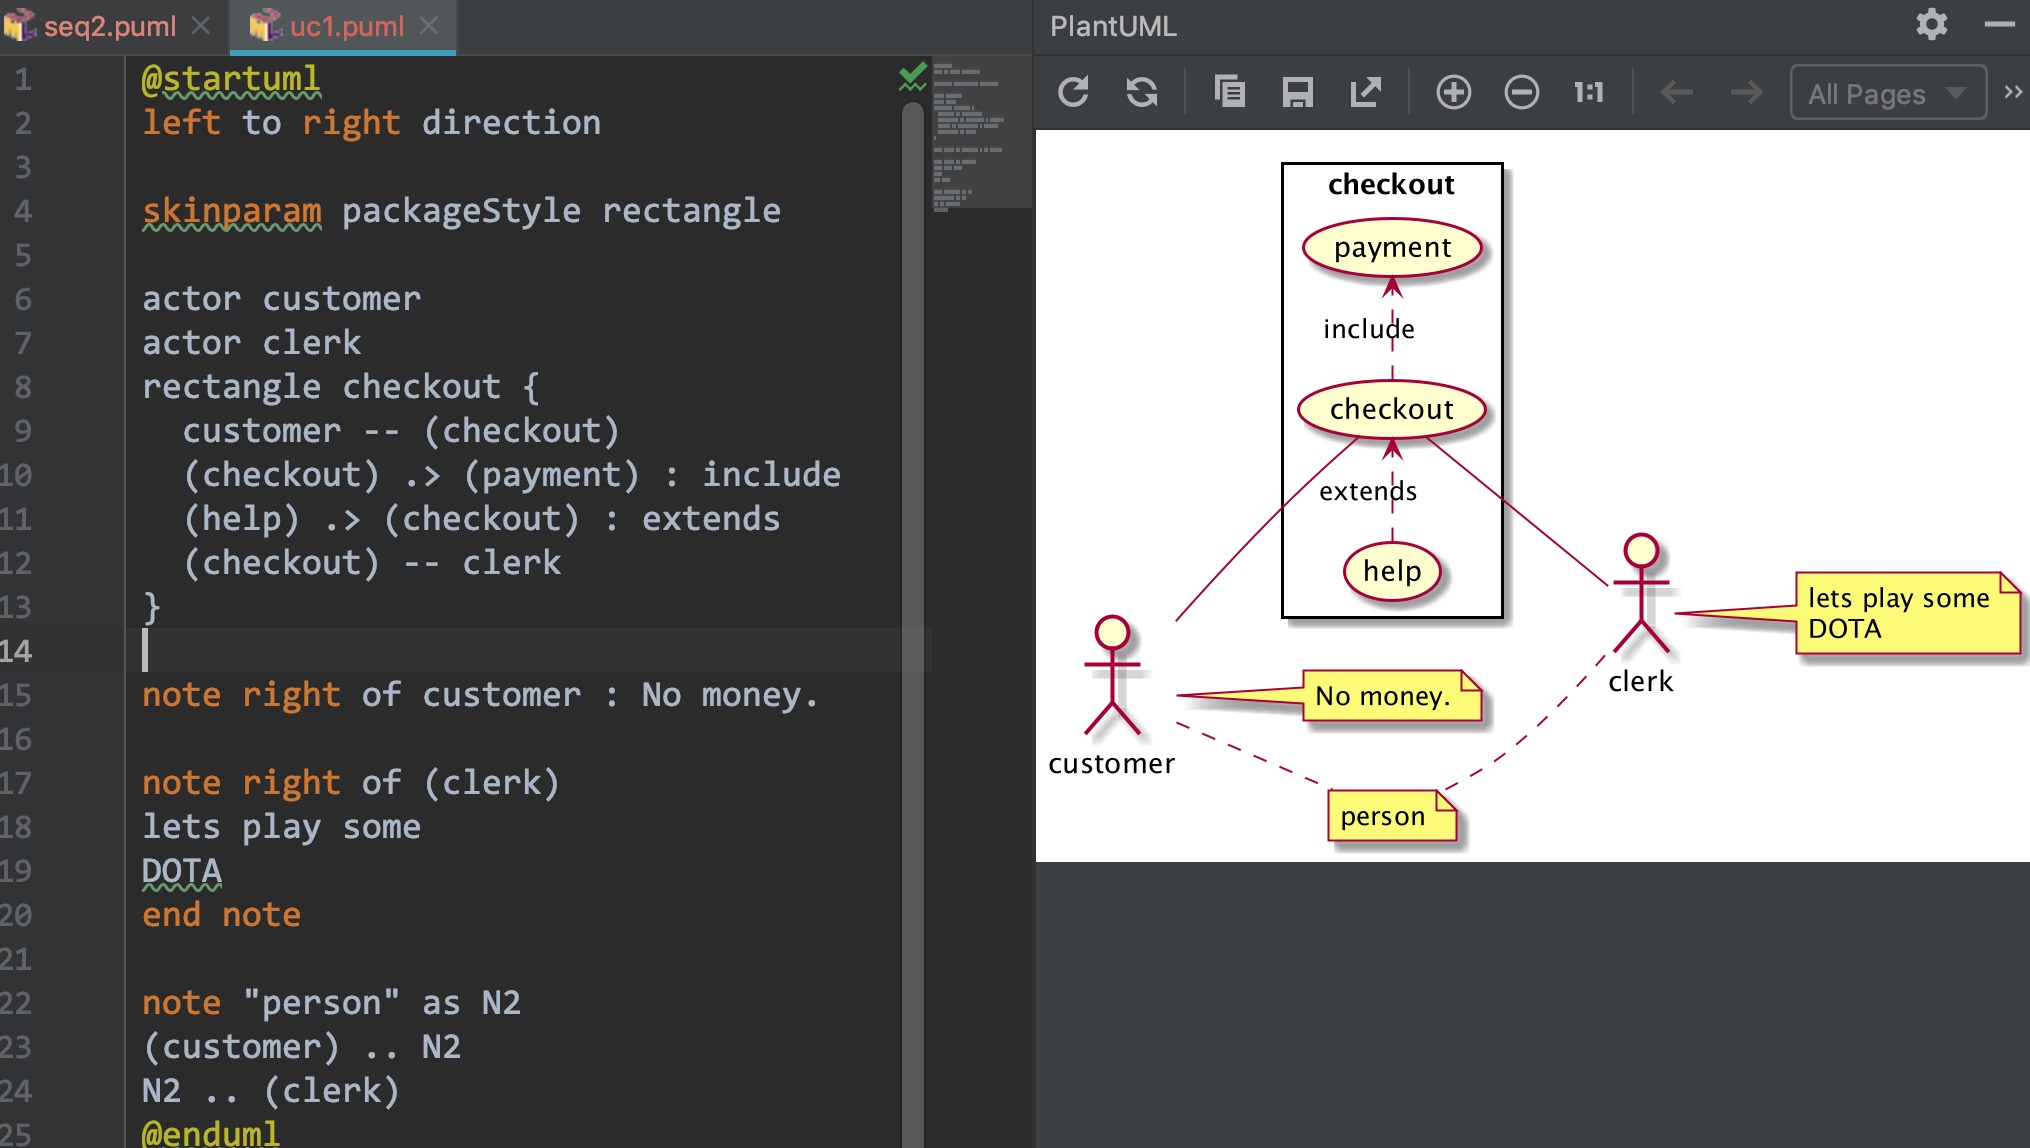 seq2.puml
uc1.puml
PlantUML
1:1
All Pages
1 @startuml
2 left to right direction
3
4 skinparam packageStyle rectangle
5
6 actor customer
7 actor clerk
8 rectangle checkout {
9 customer -- (checkout)
10 (checkout) .> (payment) : include
11 (help) .> (checkout) : extends
12 (checkout) -- clerk
13 }
14
15 note right of customer : No money.
16
17 note right of (clerk)
18 lets play some
19 DOTA
20 end note
21
22 note "person" as N2
23 (customer) .. N2
24 N2 .. (clerk)
25 @enduml
checkout
payment
include
checkout
extends
help
lets play some
DOTA
clerk
No money.
customer
person